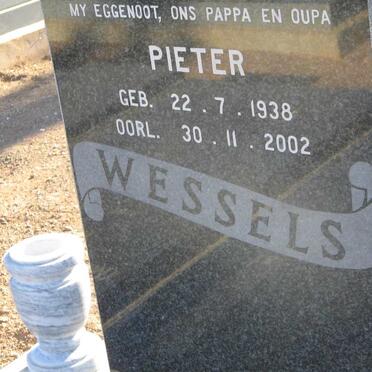 MY EGGENOOT, ONS PAPPA EN OUPA
PIETER
GEB. 22.7.1938
OORL. 30.11.2002
WESSELS